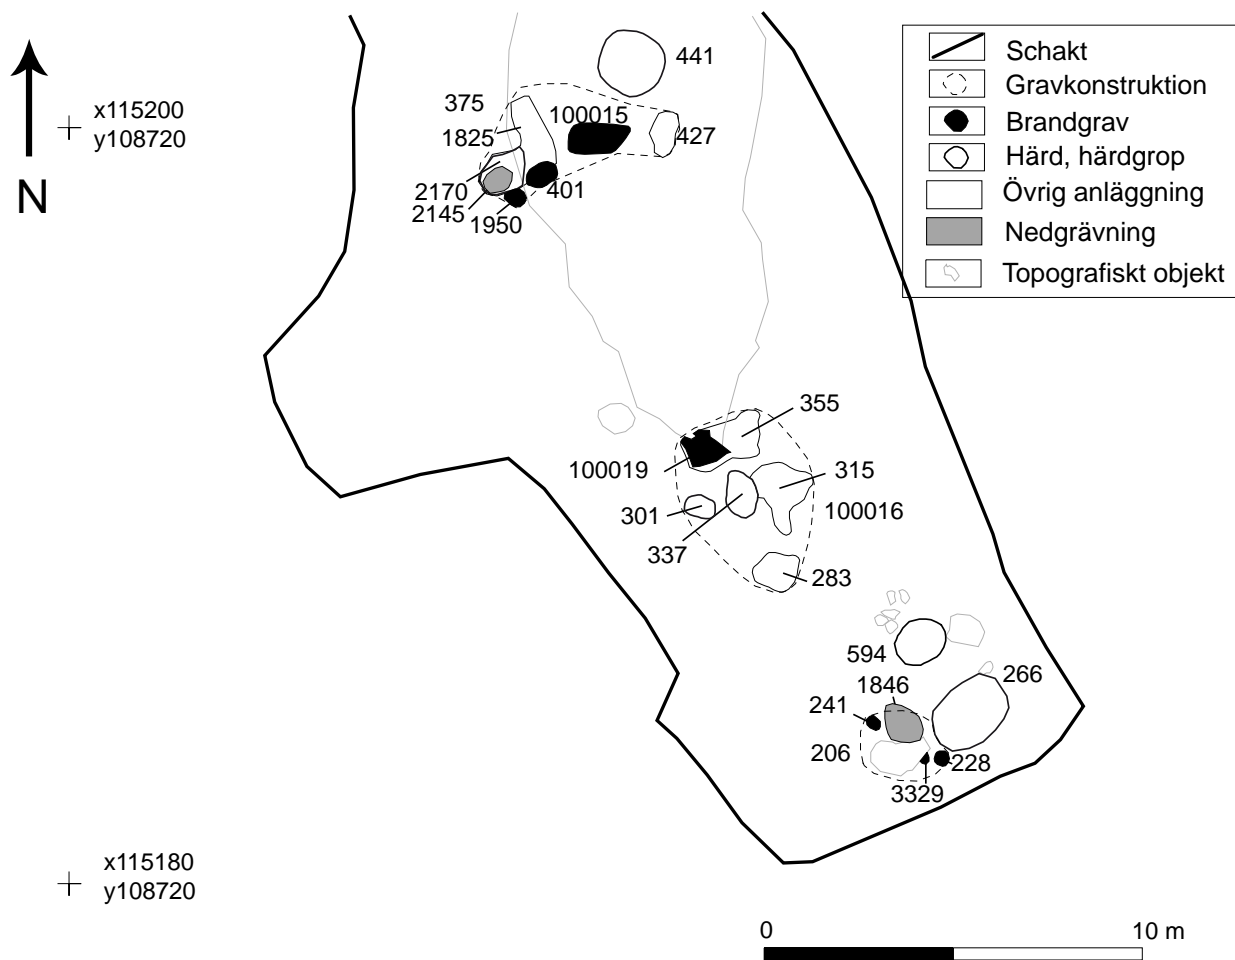 441
x115200
y108720
375
100015
1825
427
2170
401
2145
1950
N
Schakt
Gravkonstruktion
Brandgrav
Härd, härdgrop
Övrig anläggning
Nedgrävning
Topografiskt objekt
355
100019
315
301
100016
337
283
594
266
1846
241
206
228
3329
x115180
y108720
0
10 m